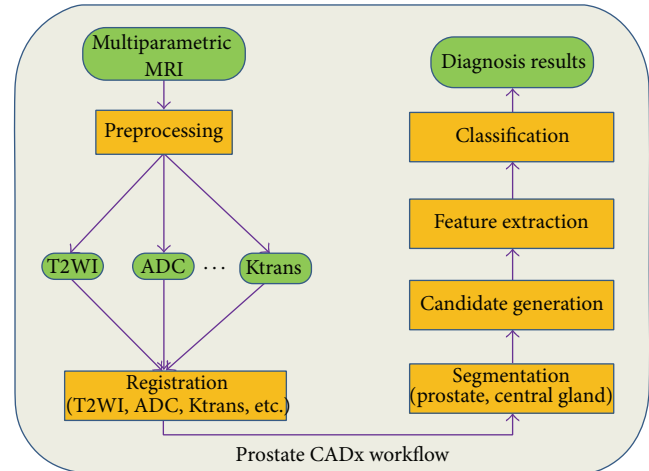 Multiparametric
MRI
Preprocessing
T2WI
ADC
...
Ktrans
Registration
(T2WI, ADC, Ktrans, etc.)
Diagnosis results
Classification
Feature extraction
Candidate generation
Segmentation
(prostate, central gland)
Prostate CADx workflow